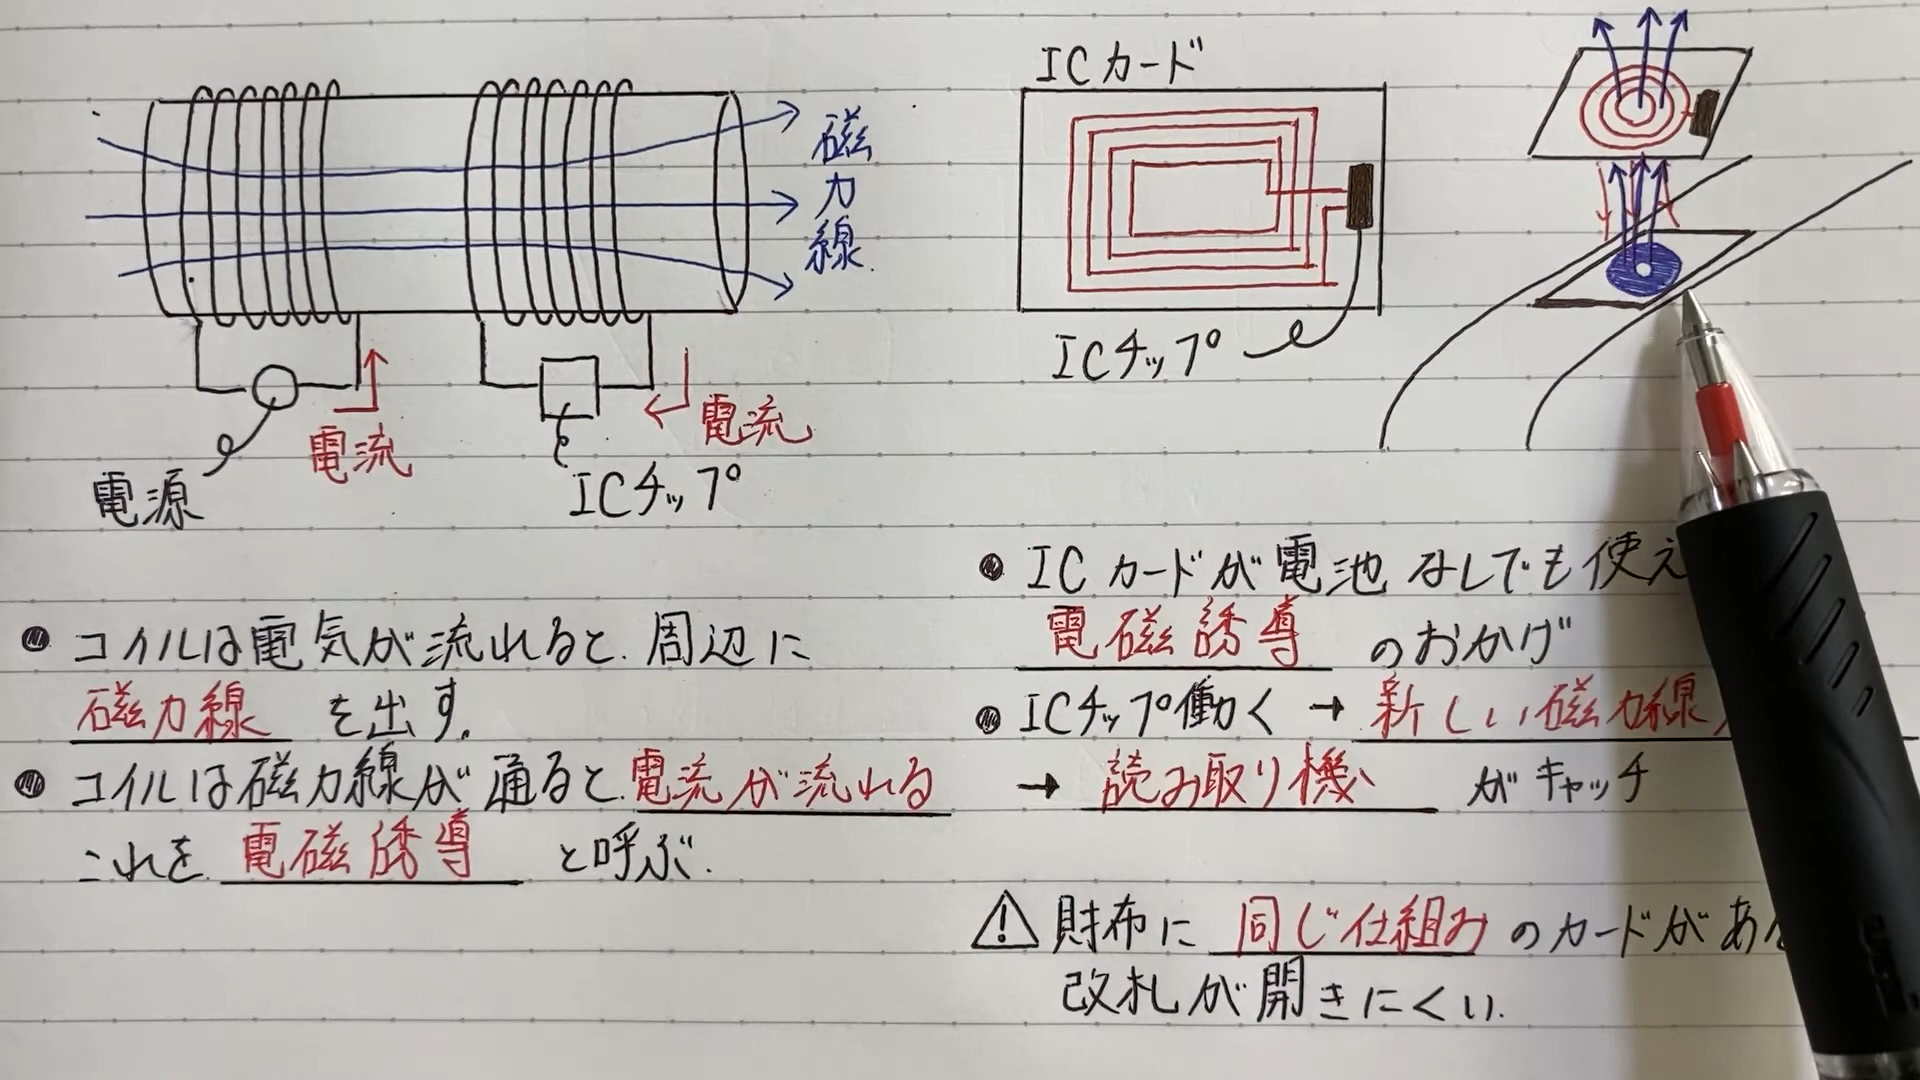 磁力線
電源
電流
電流
ICチップ
ICカード
ICチップ
コイルは電気が流れると、周辺に
磁力線 を出す。
コイルは磁力線が通ると、電流が流れる
これを 電磁誘導 と呼ぶ.
ICカードが電池なしでも使え
電磁誘導 のおかげ
ICチップ働く → 新しい磁力線
→ 読み取り機 がキャッチ
財布に 同じ仕組み のカードがあ
改札が開きにくい.